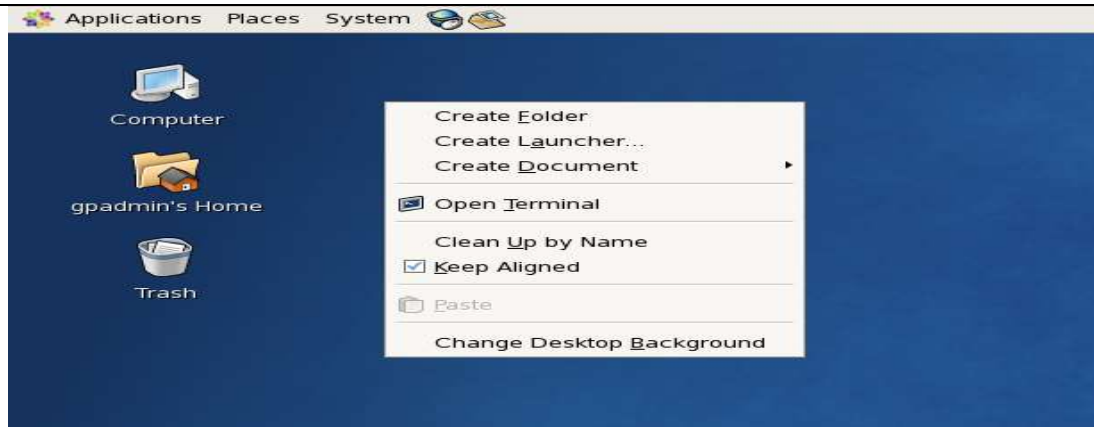 Applications Places System
Computer
gpadmin's Home
Trash
Create Folder
Create Launcher...
Create Document
Open Terminal
Clean Up by Name
Keep Aligned
Paste
Change Desktop Background